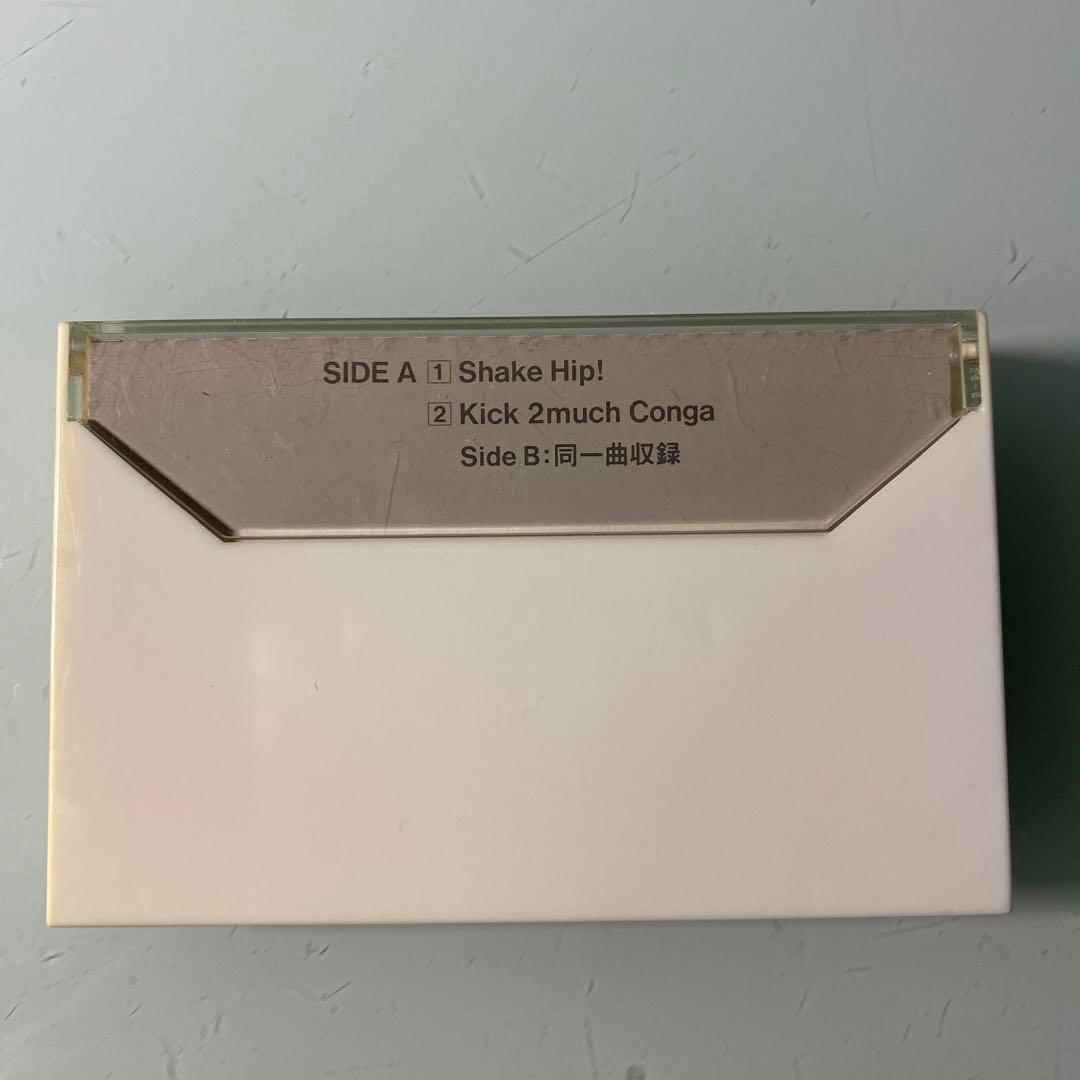 SIDE A 1 Shake Hip!
2 Kick 2much Conga
Side B:同一曲収録